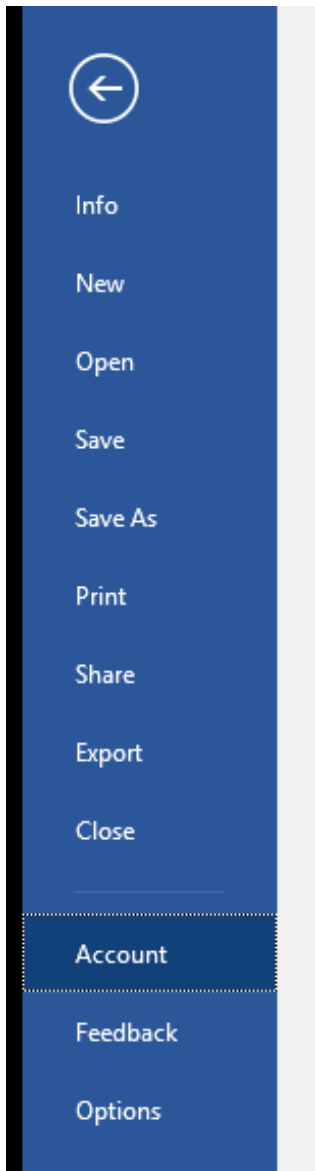 Info
New
Open
Save
Save As
Print
Share
Export
Close
Account
Feedback
Options